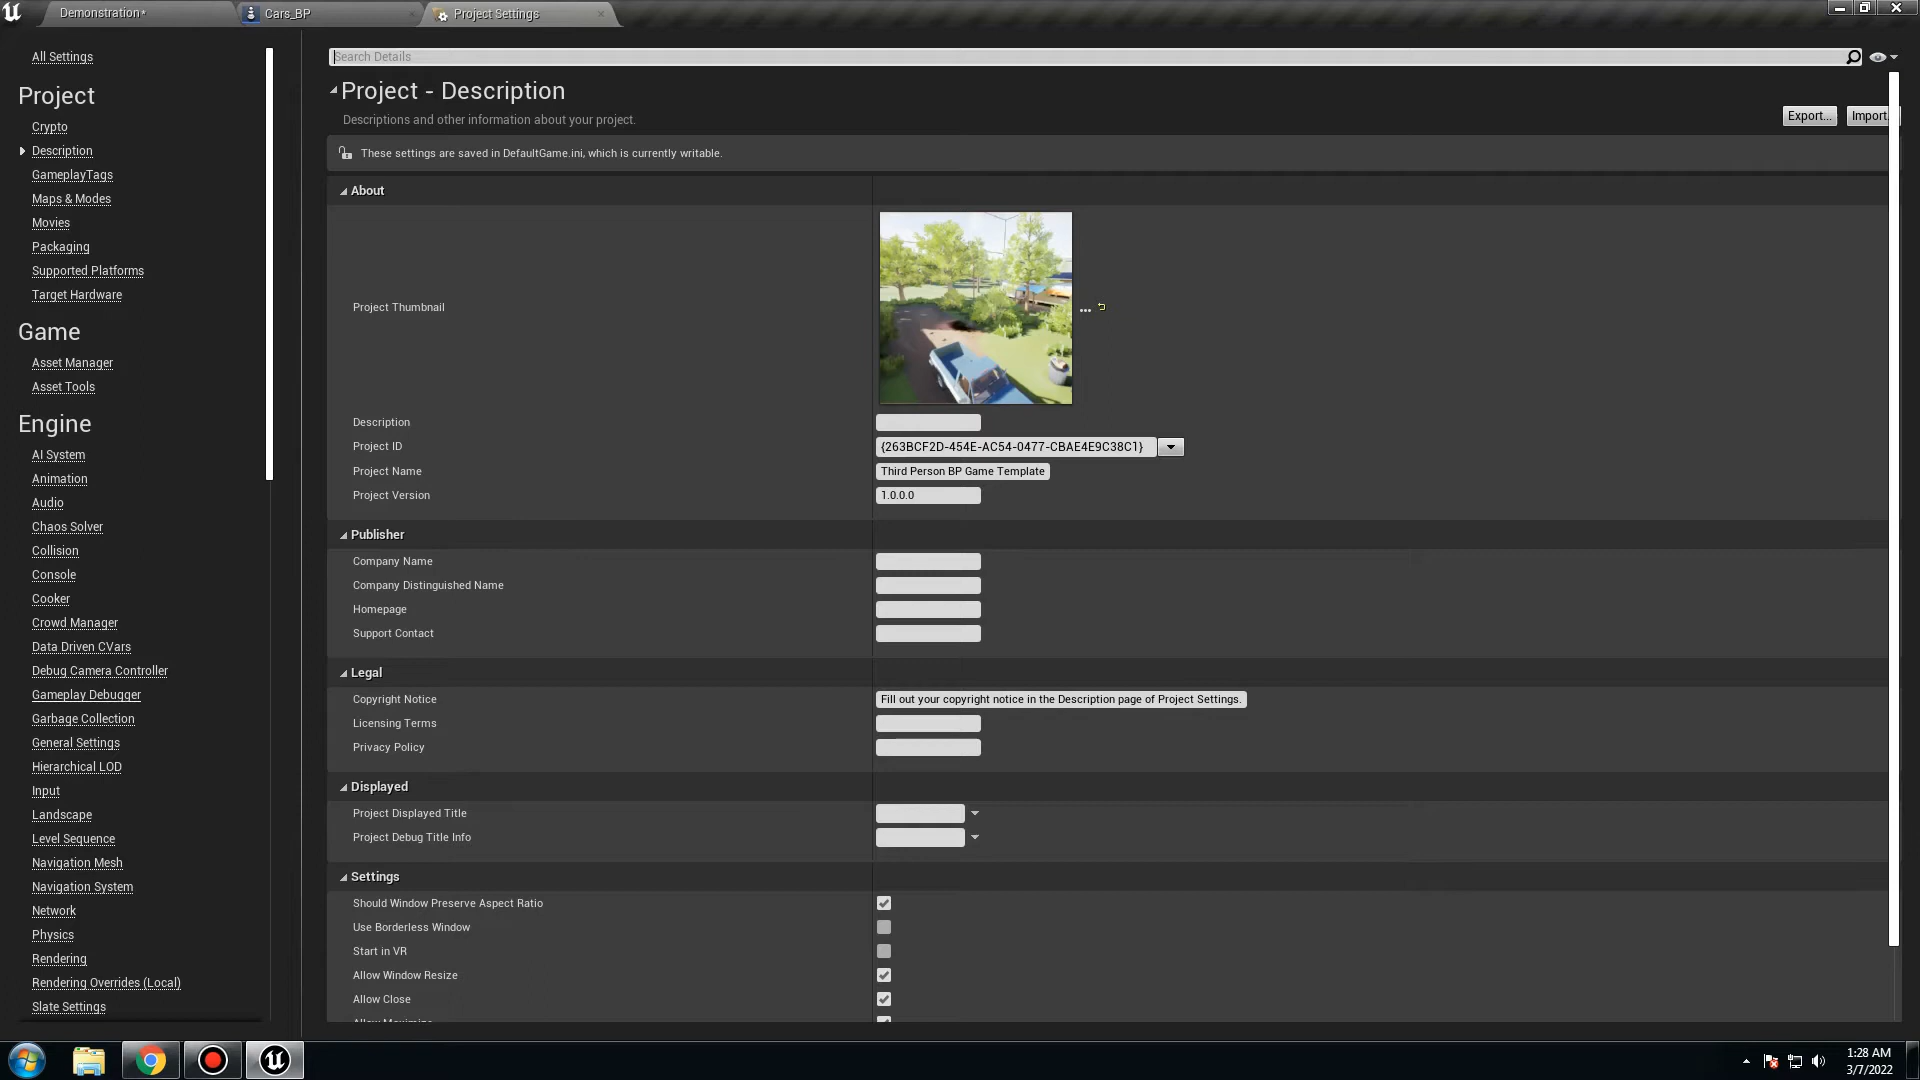 Demonstration*
Cars_BP
Project Settings
All Settings
Project
Crypto
Description
GameplayTags
Maps & Modes
Movies
Packaging
Supported Platforms
Target Hardware
Game
Asset Manager
Asset Tools
Engine
AI System
Animation
Audio
Chaos Solver
Collision
Console
Cooker
Crowd Manager
Data Driven CVars
Debug Camera Controller
Gameplay Debugger
Garbage Collection
General Settings
Hierarchical LOD
Input
Landscape
Level Sequence
Navigation Mesh
Navigation System
Network
Physics
Rendering
Rendering Overrides (Local)
Slate Settings
Search Details
Project - Description
Descriptions and other information about your project.
Export...
Import
These settings are saved in DefaultGame.ini, which is currently writable.
About
Project Thumbnail
...
Description
Project ID {263BCF2D-454E-AC54-0477-CBAE4E9C38C1}
Project Name Third Person BP Game Template
Project Version 1.0.0.0
Publisher
Company Name
Company Distinguished Name
Homepage
Support Contact
Legal
Copyright Notice Fill out your copyright notice in the Description page of Project Settings.
Licensing Terms
Privacy Policy
Displayed
Project Displayed Title
Project Debug Title Info
Settings
Should Window Preserve Aspect Ratio
Use Borderless Window
Start in VR
Allow Window Resize
Allow Close
Allow Maximize
1:28 AM
3/7/2022